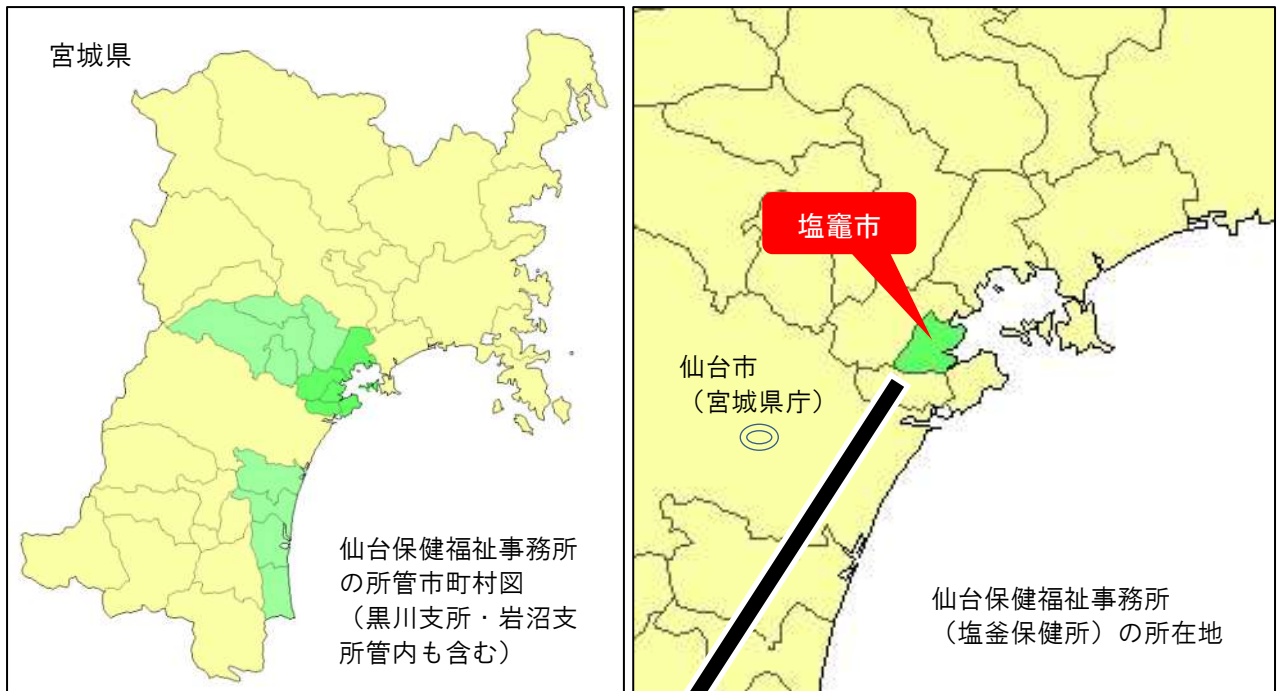 宮城県
仙台保健福祉事務所
の所管市町村図
（黒川支所・岩沼支
所管内も含む）
塩竈市
仙台市
（宮城県庁）
仙台保健福祉事務所
（塩釜保健所）の所在地